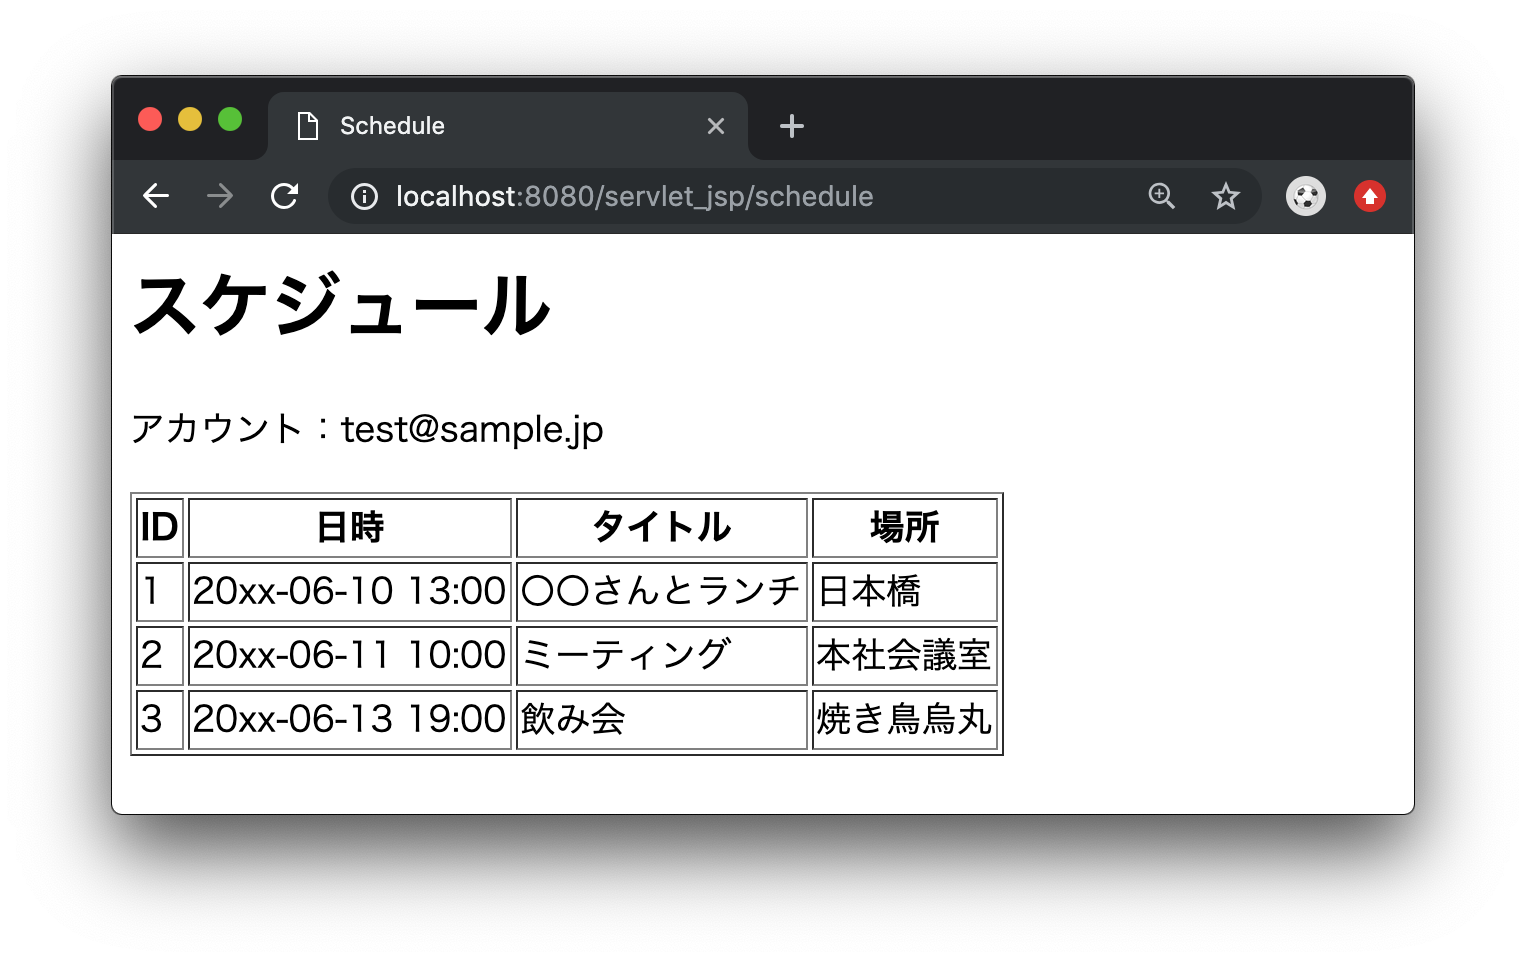 Schedule
localhost:8080/servlet_jsp/schedule
スケジュール
アカウント：test@sample.jp
ID 日時 タイトル 場所
1 20xx-06-10 13:00 〇〇さんとランチ 日本橋
2 20xx-06-11 10:00 ミーティング 本社会議室
3 20xx-06-13 19:00 飲み会 焼き鳥烏丸